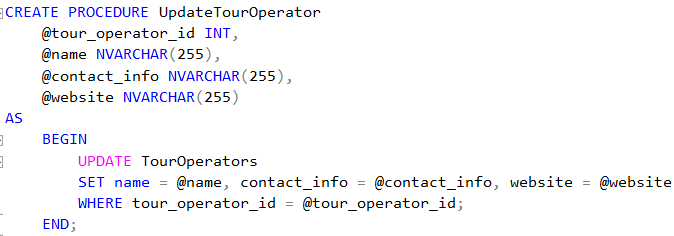 CREATE PROCEDURE UpdateTourOperator
    @tour_operator_id INT,
    @name NVARCHAR(255),
    @contact_info NVARCHAR(255),
    @website NVARCHAR(255)
AS
    BEGIN
        UPDATE TourOperators
        SET name = @name, contact_info = @contact_info, website = @website
        WHERE tour_operator_id = @tour_operator_id;
    END;